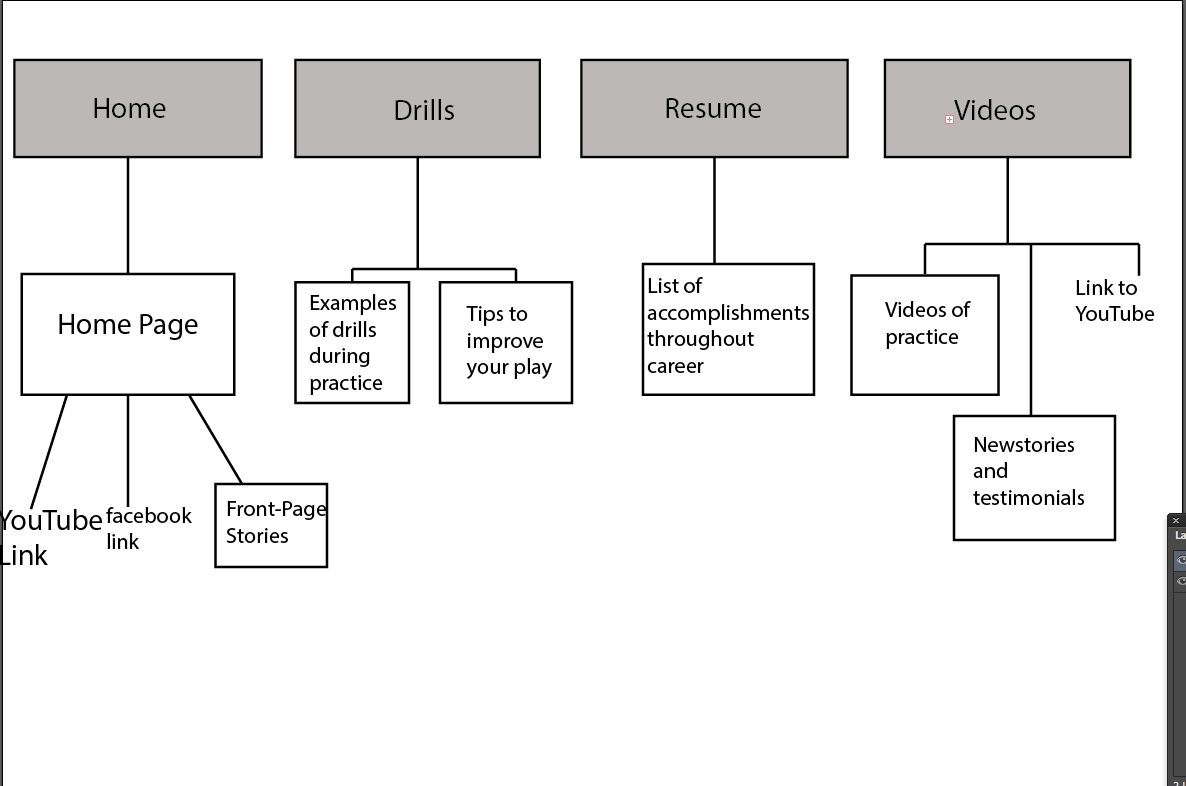 Home
Drills
Resume
Videos
Home Page
Examples
of drills
during
practice
Tips to
improve
your play
List of
accomplishments
throughout
career
Videos of
practice
Link to
YouTube
Newstories
and
testimonials
YouTube
Link
facebook
link
Front-Page
Stories